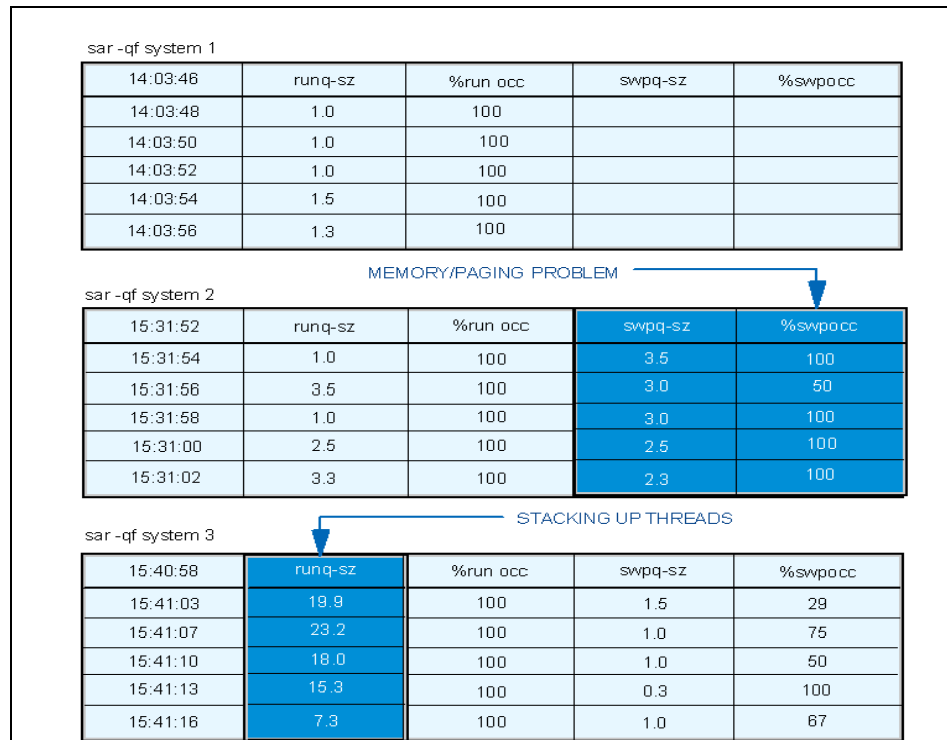 sar -qf system 1
14:03:46 runq-sz %run occ swpq-sz %swpocc
14:03:48 1.0 100
14:03:50 1.0 100
14:03:52 1.0 100
14:03:54 1.5 100
14:03:56 1.3 100
MEMORY/PAGING PROBLEM
sar -qf system 2
15:31:52 runq-sz %run occ swpq-sz %swpocc
15:31:54 1.0 100 3.5 100
15:31:56 3.5 100 3.0 50
15:31:58 1.0 100 3.0 100
15:31:00 2.5 100 2.5 100
15:31:02 3.3 100 2.3 100
STACKING UP THREADS
sar -qf system 3
15:40:58 runq-sz %run occ swpq-sz %swpocc
15:41:03 19.9 100 1.5 29
15:41:07 23.2 100 1.0 75
15:41:10 18.0 100 1.0 50
15:41:13 15.3 100 0.3 100
15:41:16 7.3 100 1.0 67